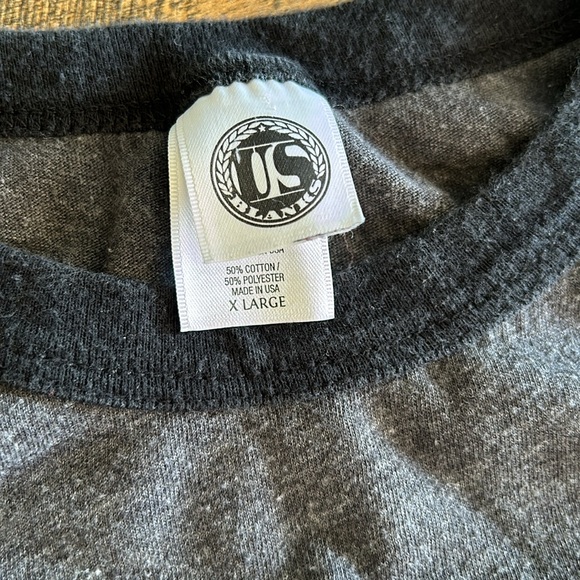 US
BLANKS
50% COTTON /
50% POLYESTER
MADE IN USA
X LARGE